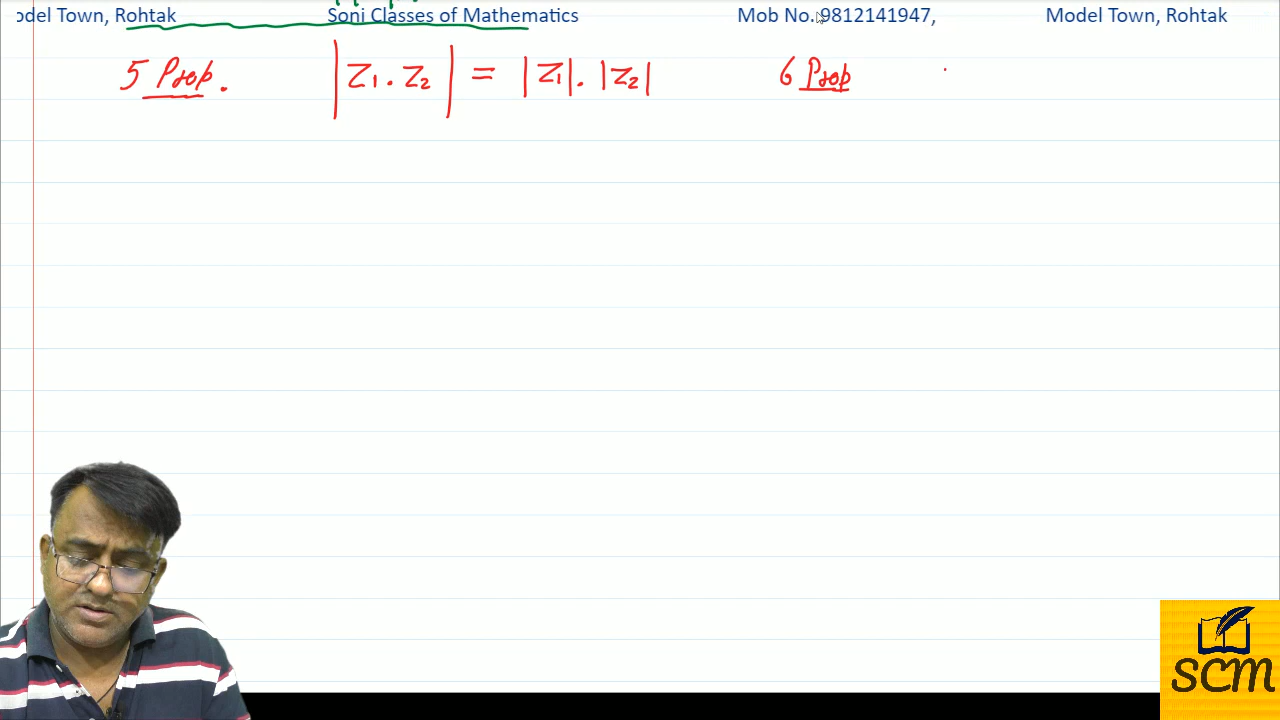 odel Town, Rohtak Soni Classes of Mathematics Mob No. 9812141947, Model Town, Rohtak
5 Prop. |Z₁ . Z₂| = |Z₁| . |Z₂| 6 Prop
SCM